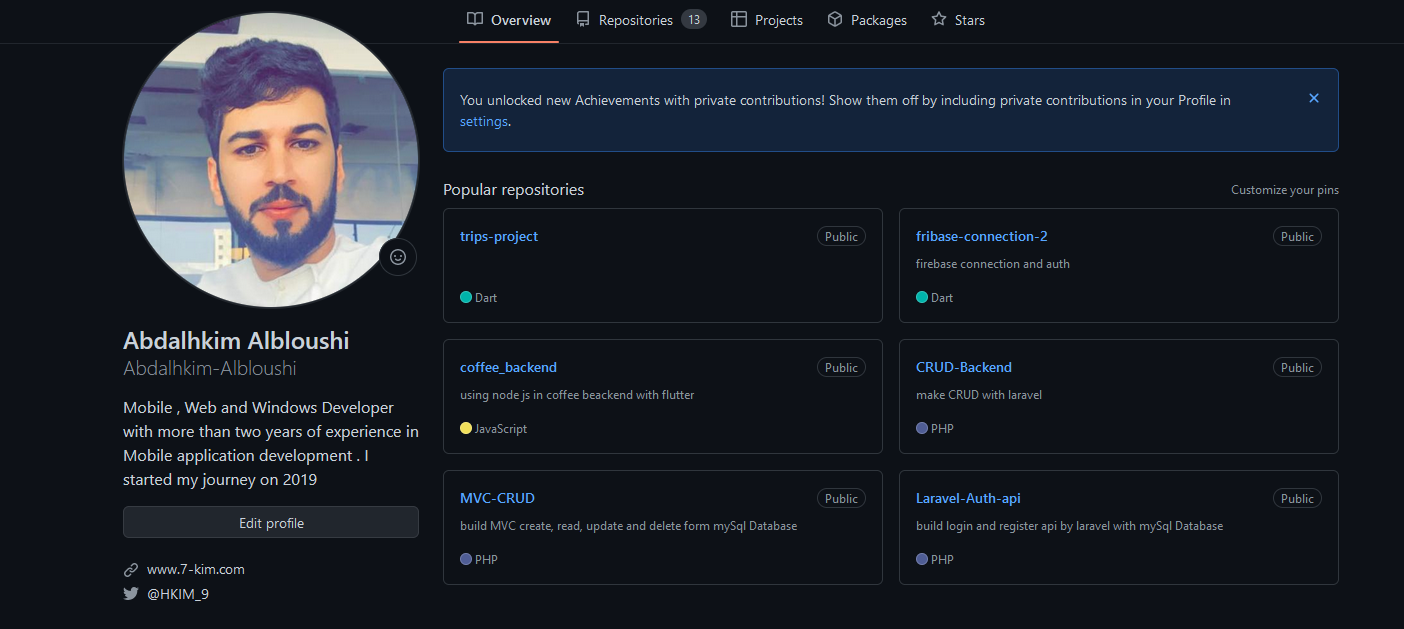 Overview Repositories 13 Projects Packages Stars
You unlocked new Achievements with private contributions! Show them off by including private contributions in your Profile in
settings.
Popular repositories Customize your pins
trips-project Public
Dart
fribase-connection-2 Public
firebase connection and auth
Dart
coffee_backend Public
using node js in coffee beackend with flutter
JavaScript
CRUD-Backend Public
make CRUD with laravel
PHP
MVC-CRUD Public
build MVC create, read, update and delete form mySql Database
PHP
Laravel-Auth-api Public
build login and register api by laravel with mySql Database
PHP
Abdalhkim Albloushi
Abdalhkim-Albloushi
Mobile , Web and Windows Developer
with more than two years of experience in
Mobile application development . I
started my journey on 2019
Edit profile
www.7-kim.com
@HKIM_9